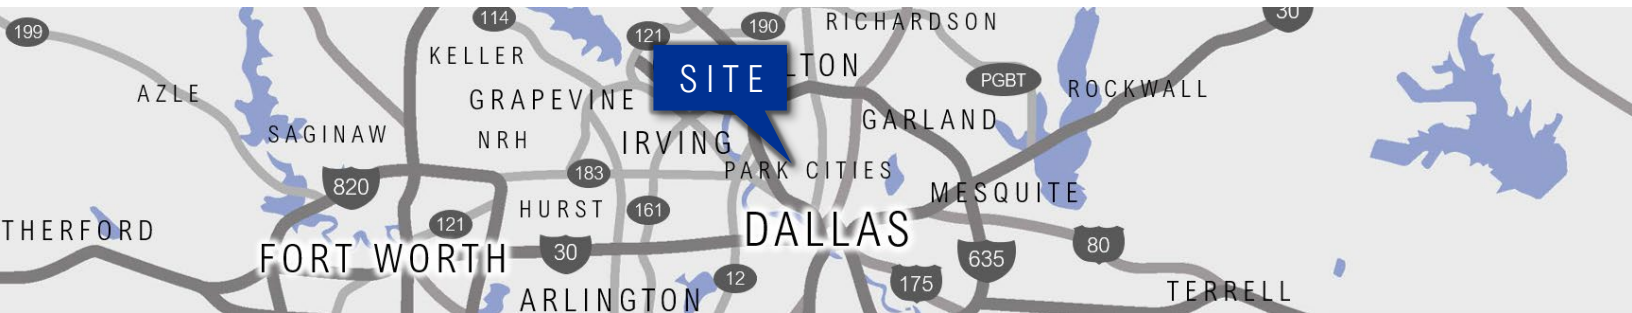 30
114
199
190
RICHARDSON
121
KELLER
LTON
SITE
PGBT
ROCKWALL
AZLE
GRAPEVINE
GARLAND
SAGINAW
NRH
IRVING
PARK CITIES
183
820
MESQUITE
HURST
161
121
THERFORD
DALLAS
80
30
FORT WORTH
635
12
175
TERRELL
ARLINGTON